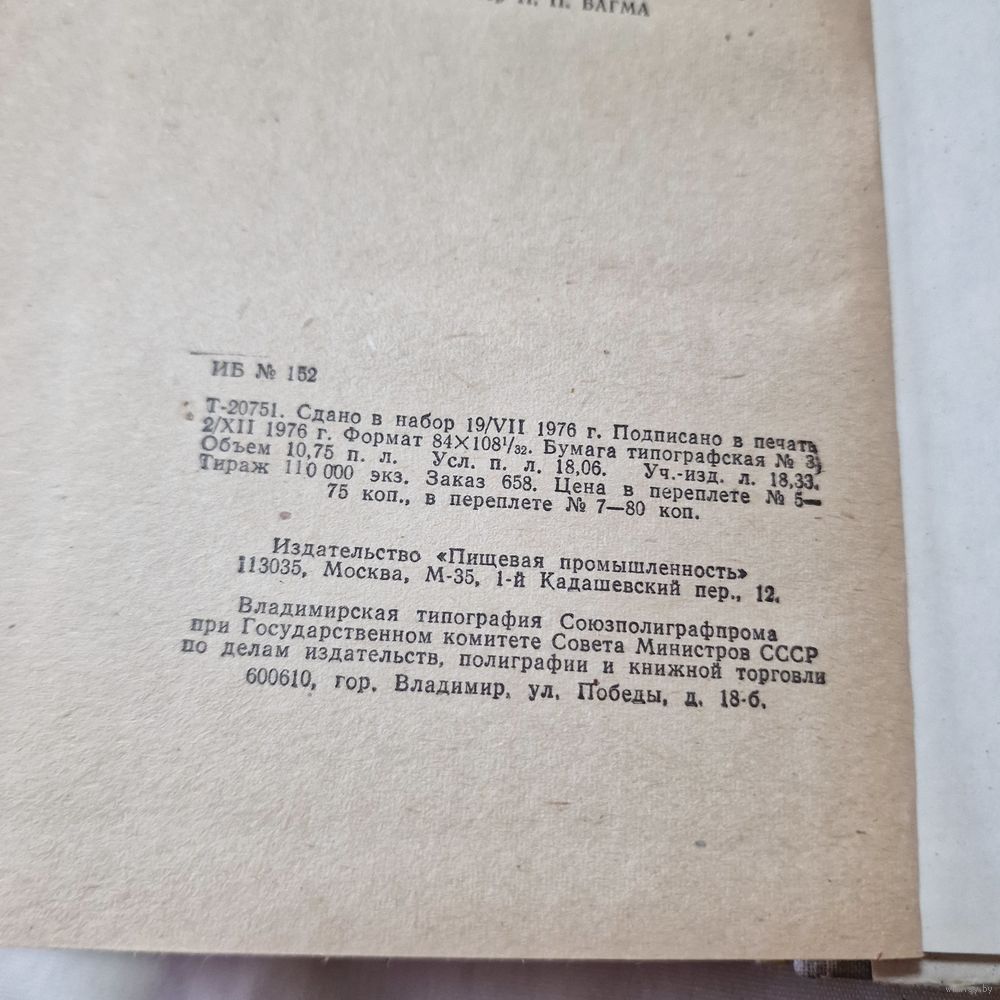 П. П. ВАГМА
ИБ № 152
Т-20751. Сдано в набор 19/VII 1976 г. Подписано в печать
2/XII 1976 г. Формат 84×108¹/₃₂. Бумага типографская № 3,
Объем 10,75 п. л. Усл. п. л. 18,06. Уч.-изд. л. 18,33.
Тираж 110 000 экз. Заказ 658. Цена в переплете № 5—
75 коп., в переплете № 7—80 коп.
Издательство «Пищевая промышленность»
113035, Москва, М-35, 1-й Кадашевский пер., 12.
Владимирская типография Союзполиграфпрома
при Государственном комитете Совета Министров СССР
по делам издательств, полиграфии и книжной торговли
600610, гор. Владимир, ул. Победы, д. 18-б.